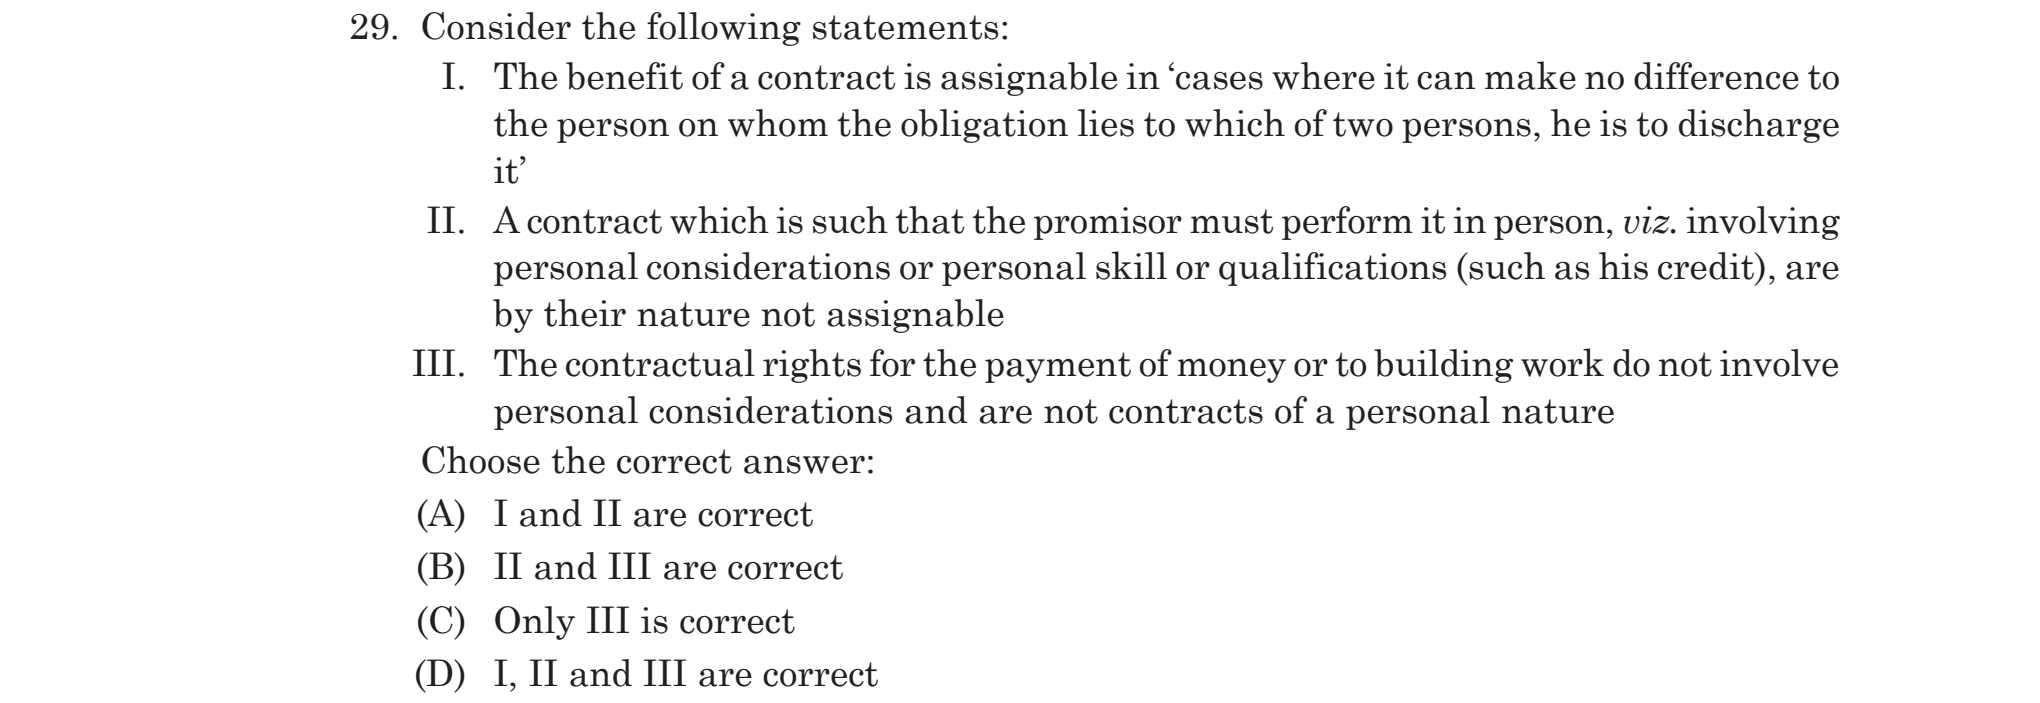 29. Consider the following statements:
I. The benefit of a contract is assignable in ‘cases where it can make no difference to
the person on whom the obligation lies to which of two persons, he is to discharge
it’
II. A contract which is such that the promisor must perform it in person, viz. involving
personal considerations or personal skill or qualifications (such as his credit), are
by their nature not assignable
III. The contractual rights for the payment of money or to building work do not involve
personal considerations and are not contracts of a personal nature
Choose the correct answer:
(A) I and II are correct
(B) II and III are correct
(C) Only III is correct
(D) I, II and III are correct